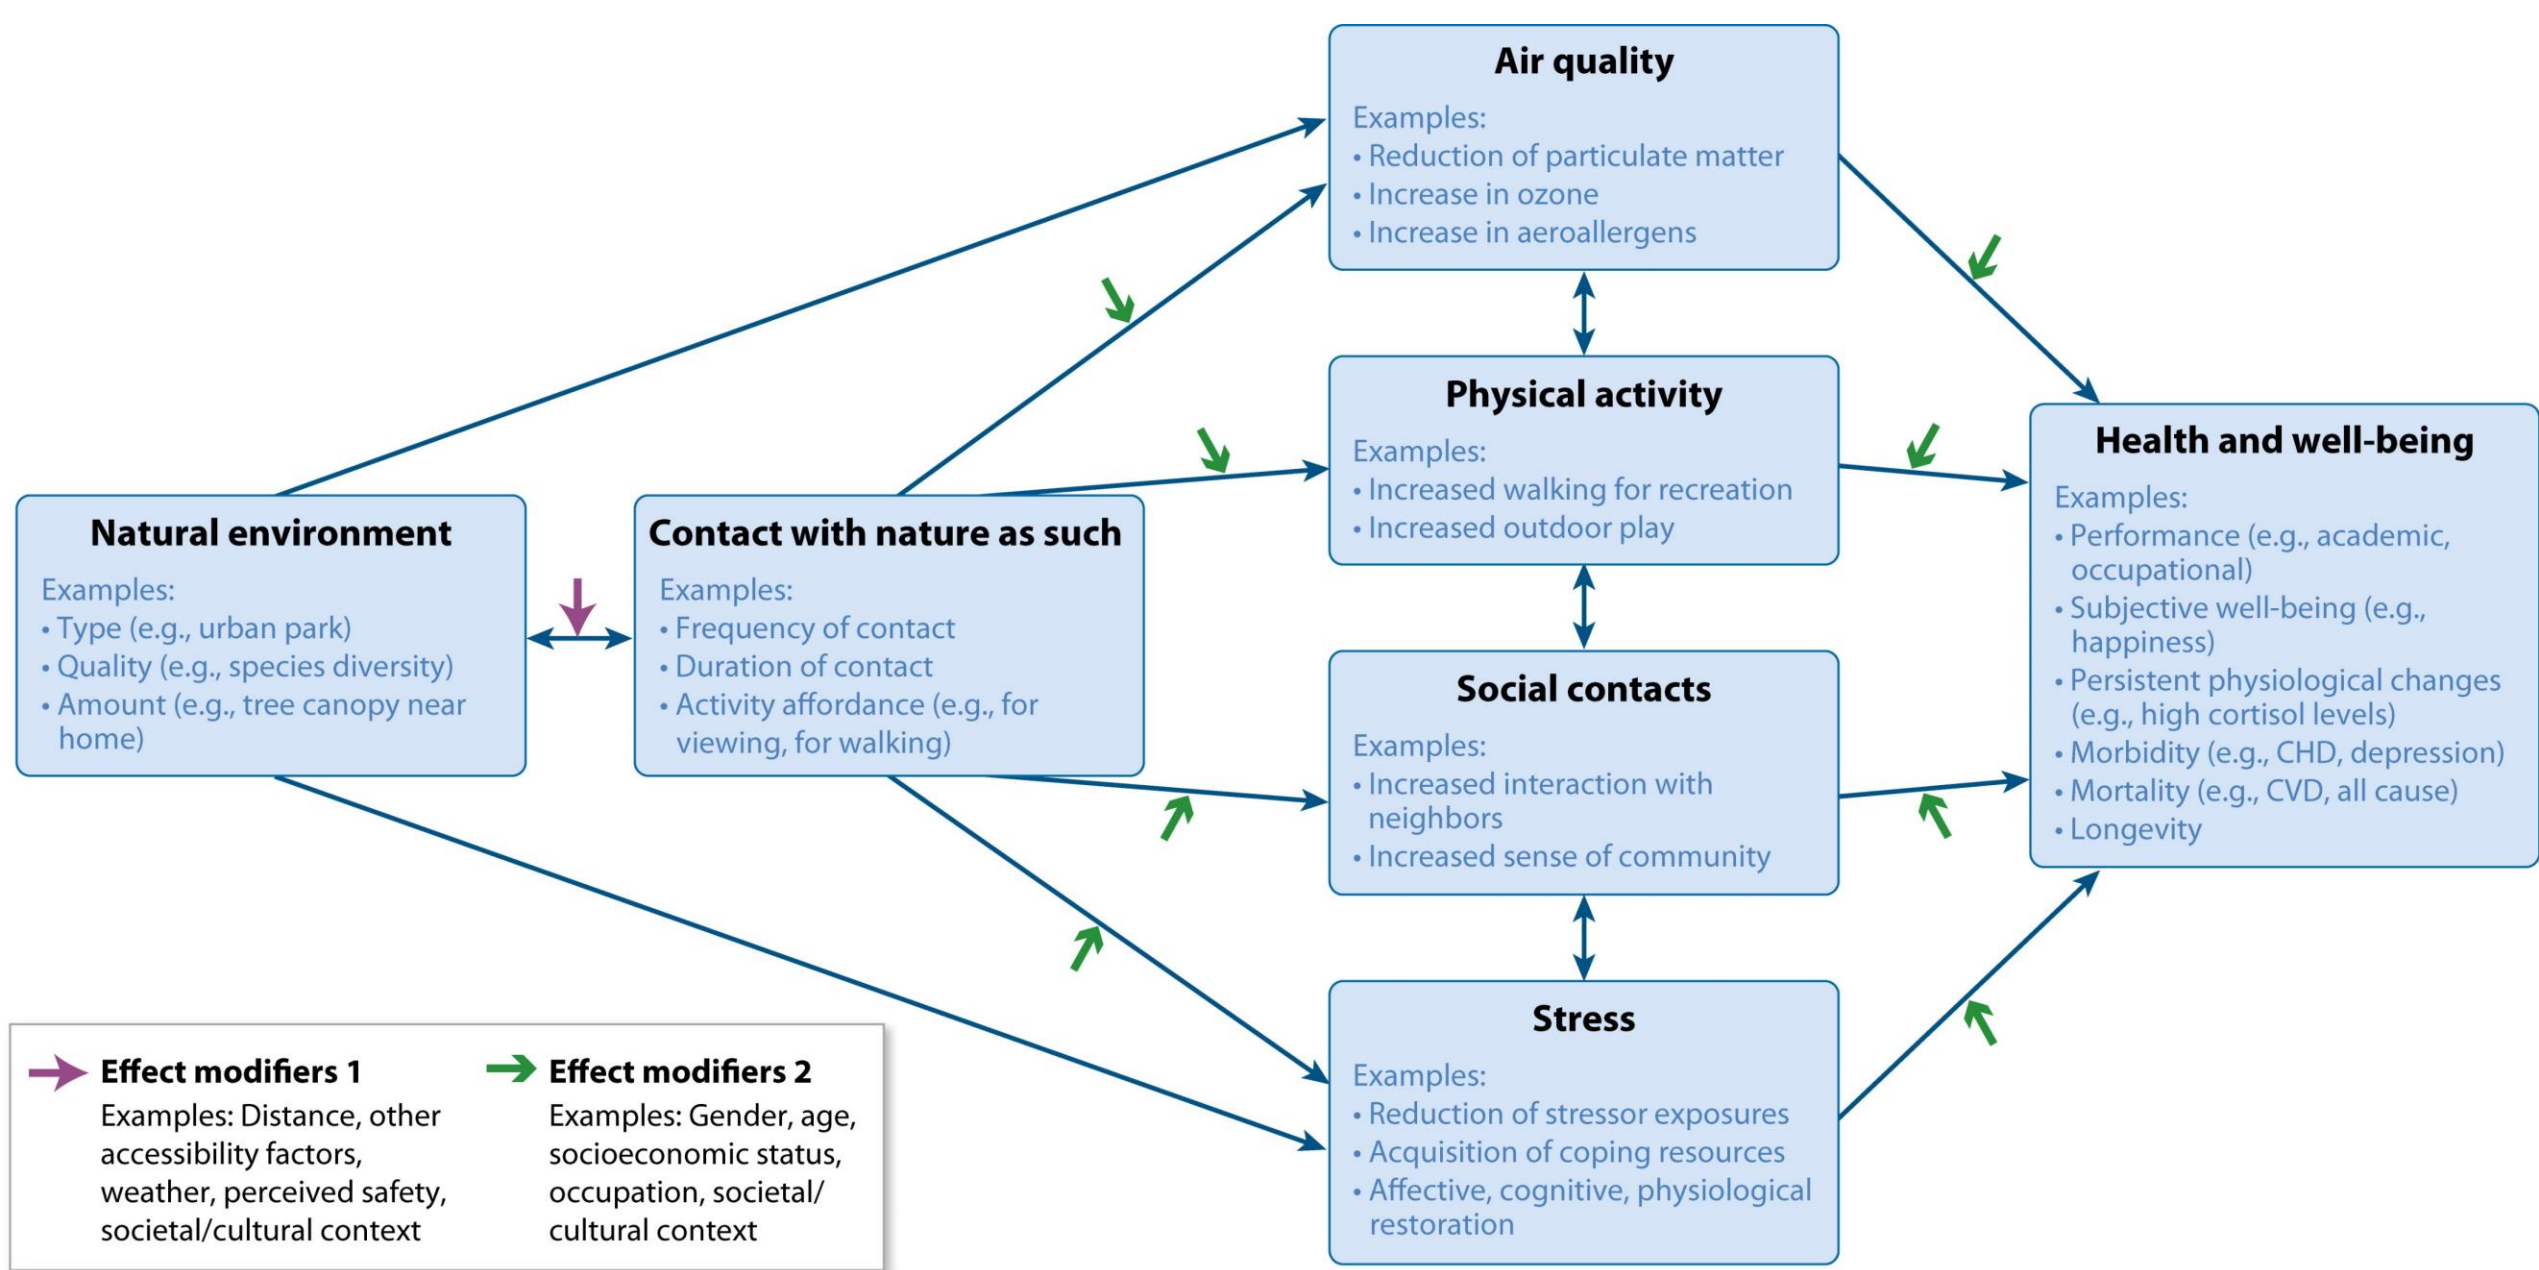 Air quality
Examples:
• Reduction of particulate matter
• Increase in ozone
• Increase in aeroallergens
Physical activity
Examples:
• Increased walking for recreation
• Increased outdoor play
Natural environment
Examples:
• Type (e.g., urban park)
• Quality (e.g., species diversity)
• Amount (e.g., tree canopy near
home)
Contact with nature as such
Examples:
• Frequency of contact
• Duration of contact
• Activity affordance (e.g., for
viewing, for walking)
Health and well-being
Examples:
• Performance (e.g., academic,
occupational)
• Subjective well-being (e.g.,
happiness)
• Persistent physiological changes
(e.g., high cortisol levels)
• Morbidity (e.g., CHD, depression)
• Mortality (e.g., CVD, all cause)
• Longevity
Social contacts
Examples:
• Increased interaction with
neighbors
• Increased sense of community
Stress
Examples:
• Reduction of stressor exposures
• Acquisition of coping resources
• Affective, cognitive, physiological
restoration
Effect modifiers 1
Examples: Distance, other
accessibility factors,
weather, perceived safety,
societal/cultural context
Effect modifiers 2
Examples: Gender, age,
socioeconomic status,
occupation, societal/
cultural context